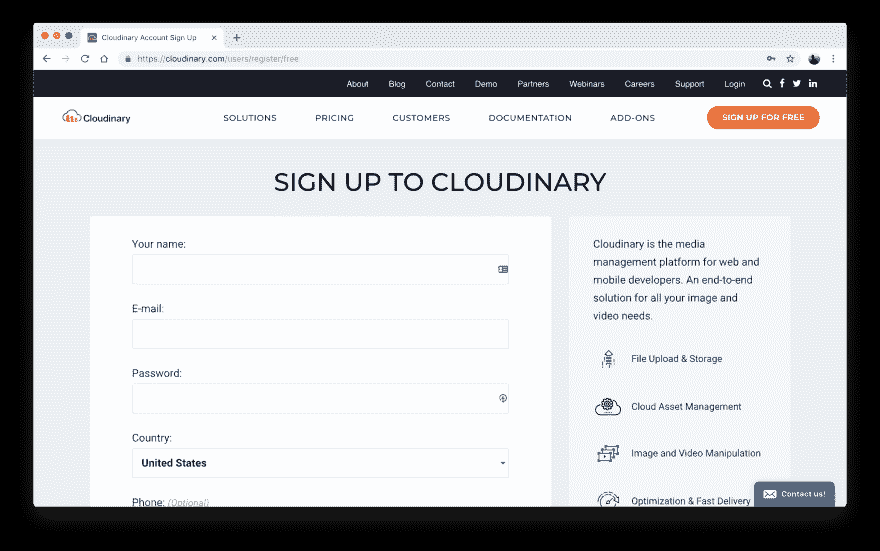 Cloudinary Account Sign Up
https://cloudinary.com/users/register/free
About Blog Contact Demo Partners Webinars Careers Support Login
Cloudinary SOLUTIONS PRICING CUSTOMERS DOCUMENTATION ADD-ONS SIGN UP FOR FREE
SIGN UP TO CLOUDINARY
Your name:
E-mail:
Password:
Country:
United States
Phone: (Optional)
Cloudinary is the media
management platform for web and
mobile developers. An end-to-end
solution for all your image and
video needs.
File Upload & Storage
Cloud Asset Management
Image and Video Manipulation
Optimization & Fast Delivery
Contact us!